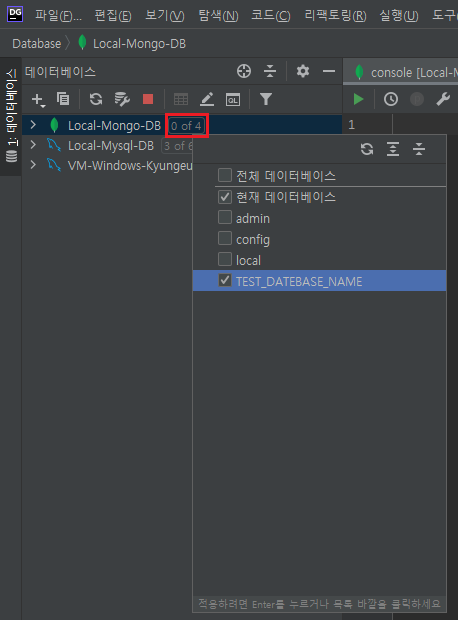 DG 파일(F)... 편집(E) 보기(V) 탐색(N) 코드(C) 리팩토링(R) 실행(U) 도구
Database Local-Mongo-DB
1: 데이터베이스
데이터베이스
console [Local-M
QL
Local-Mongo-DB 0 of 4
1
Local-Mysql-DB 3 of 6
VM-Windows-Kyungeu
전체 데이터베이스
현재 데이터베이스
admin
config
local
TEST_DATEBASE_NAME
적용하려면 Enter를 누르거나 목록 바깥을 클릭하세요